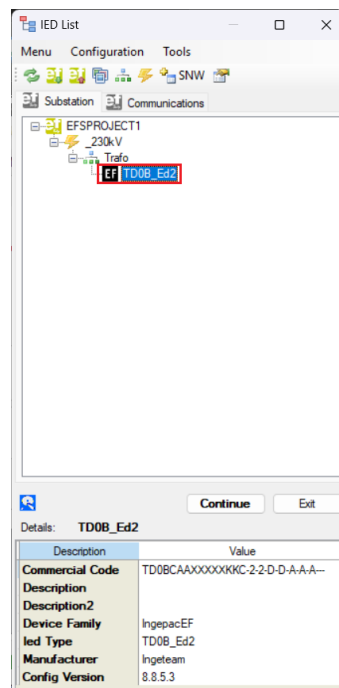 IED List
Menu Configuration Tools
SNW
Substation Communications
EFSPROJECT1
_230kV
Trafo
EF TD0B_Ed2
Continue Exit
Details: TD0B_Ed2
Description Value
Commercial Code TD0BCAAXXXXXKKC-2-2-D-D-A-A-A---
Description
Description2
Device Family IngepacEF
Ied Type TD0B_Ed2
Manufacturer Ingeteam
Config Version 8.8.5.3